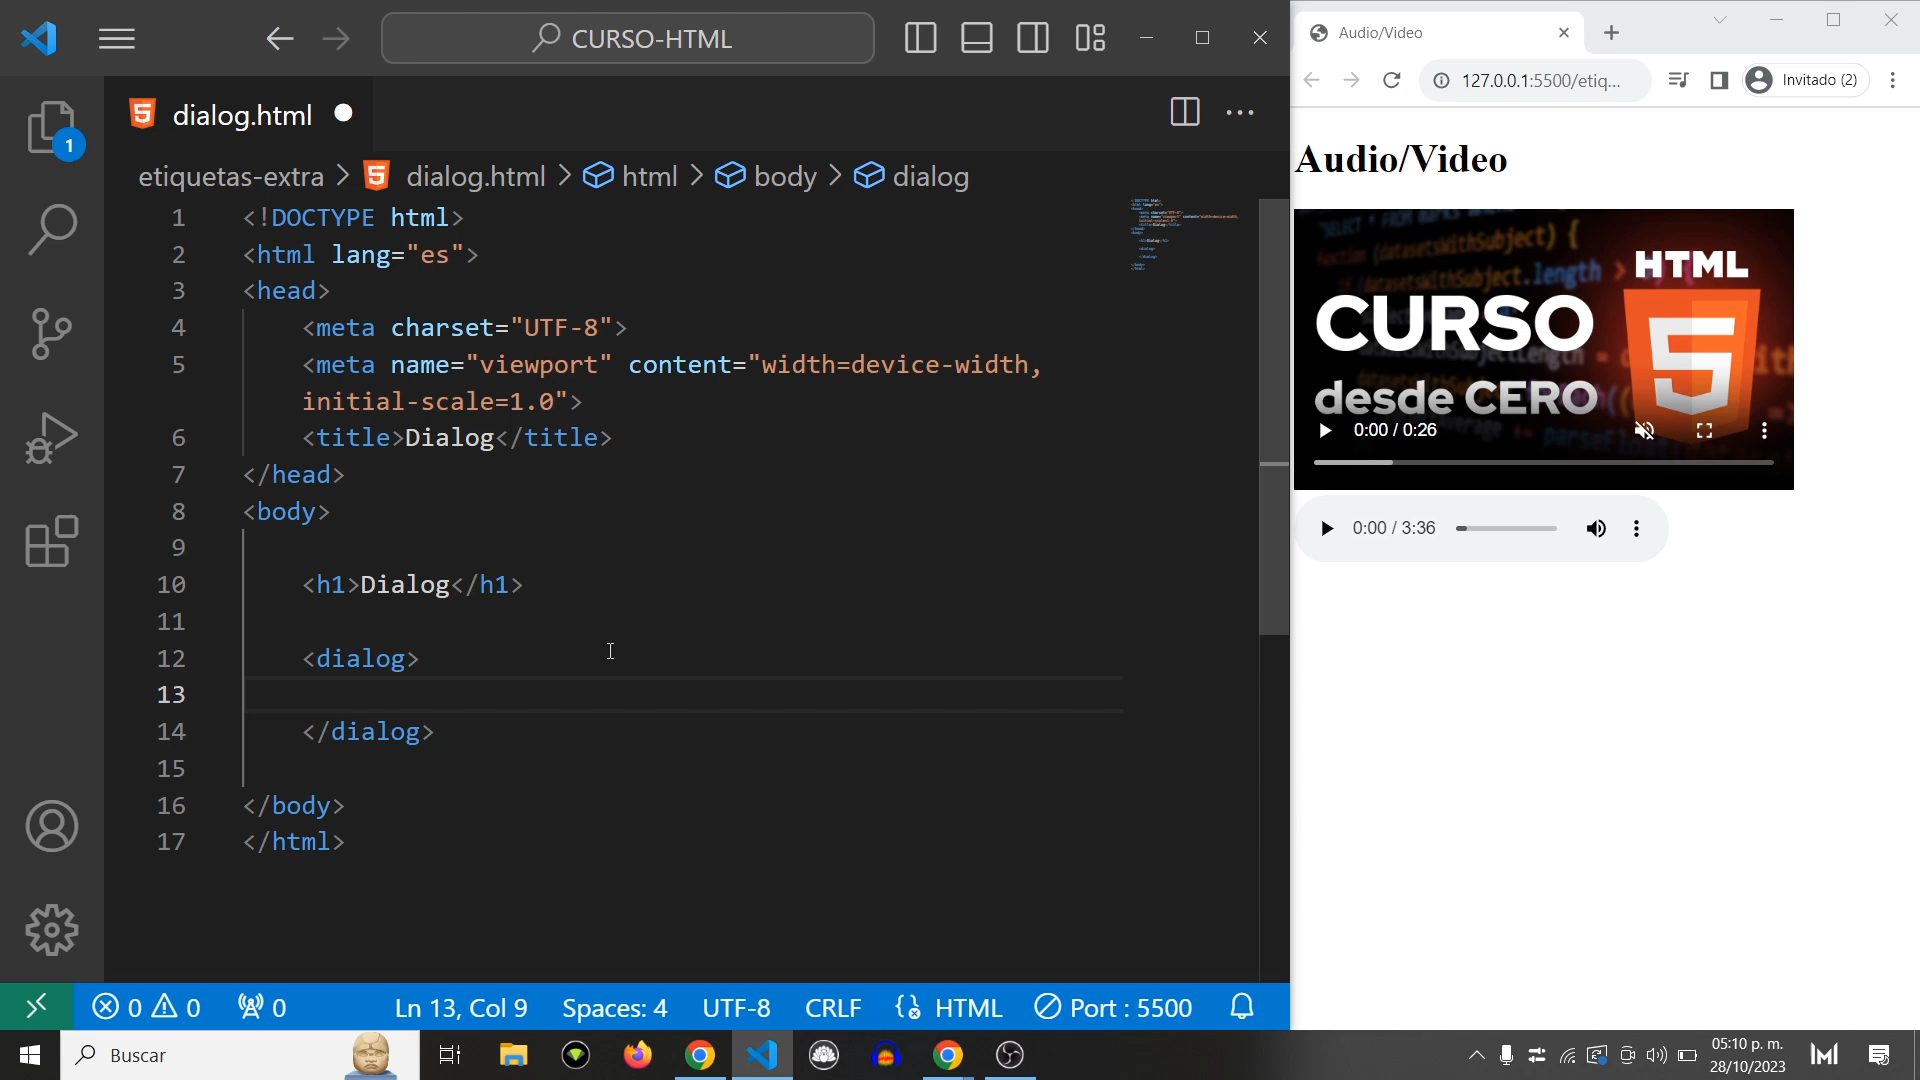 CURSO-HTML
dialog.html
etiquetas-extra > dialog.html > html > body > dialog
1 <!DOCTYPE html>
2 <html lang="es">
3 <head>
4 <meta charset="UTF-8">
5 <meta name="viewport" content="width=device-width,
initial-scale=1.0">
6 <title>Dialog</title>
7 </head>
8 <body>
9
10 <h1>Dialog</h1>
11
12 <dialog>
13
14 </dialog>
15
16 </body>
17 </html>
1
0 0 0 Ln 13, Col 9 Spaces: 4 UTF-8 CRLF HTML Port : 5500
Audio/Video
127.0.0.1:5500/etiq... Invitado (2)
Audio/Video
HTML
CURSO
desde CERO
0:00 / 0:26
0:00 / 3:36
Buscar
05:10 p. m.
28/10/2023